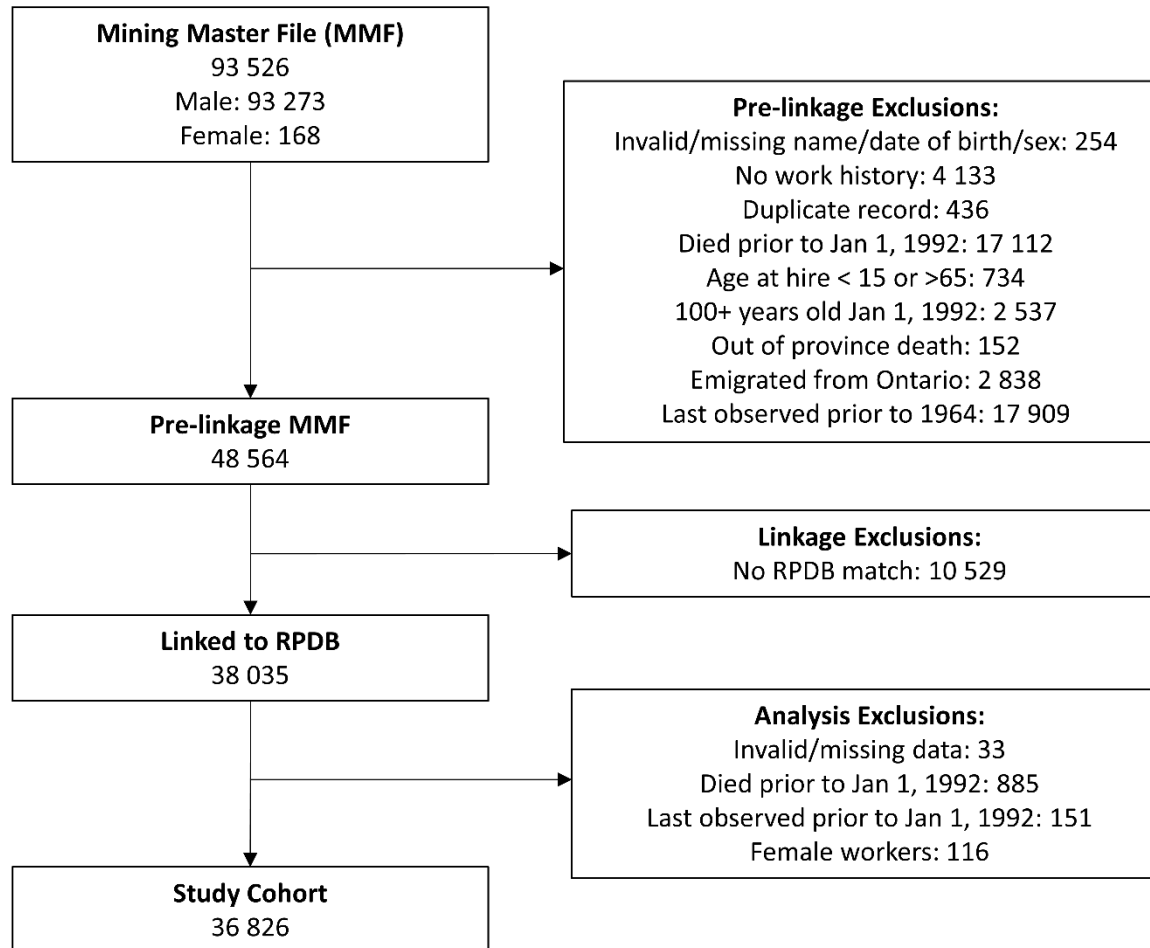 Mining Master File (MMF)
93 526
Male: 93 273
Female: 168
Pre-linkage Exclusions:
Invalid/missing name/date of birth/sex: 254
No work history: 4 133
Duplicate record: 436
Died prior to Jan 1, 1992: 17 112
Age at hire < 15 or >65: 734
100+ years old Jan 1, 1992: 2 537
Out of province death: 152
Emigrated from Ontario: 2 838
Last observed prior to 1964: 17 909
Pre-linkage MMF
48 564
Linkage Exclusions:
No RPDB match: 10 529
Linked to RPDB
38 035
Analysis Exclusions:
Invalid/missing data: 33
Died prior to Jan 1, 1992: 885
Last observed prior to Jan 1, 1992: 151
Female workers: 116
Study Cohort
36 826